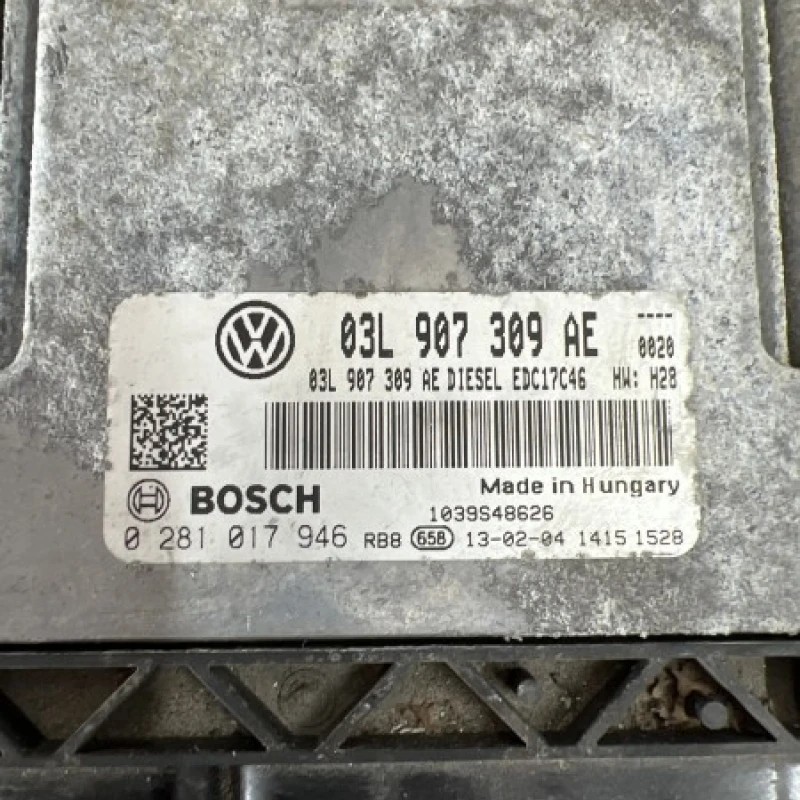 03L 907 309 AE ----
0020
03L 907 309 AE DIESEL EDC17C46 HW: H28
BOSCH Made in Hungary
1039S48626
0 281 017 946 RB8 658 13-02-04 1415 1528